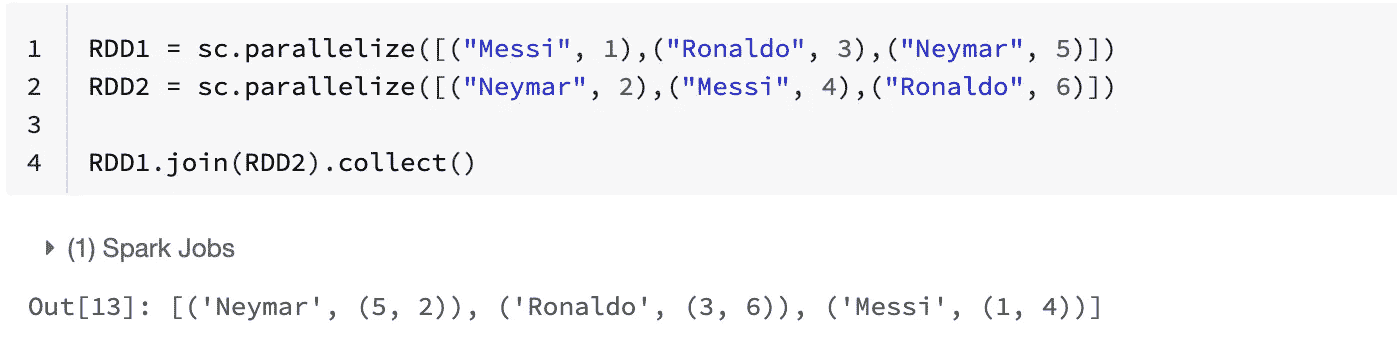 1 RDD1 = sc.parallelize([("Messi", 1),("Ronaldo", 3),("Neymar", 5)])
2 RDD2 = sc.parallelize([("Neymar", 2),("Messi", 4),("Ronaldo", 6)])
3
4 RDD1.join(RDD2).collect()
(1) Spark Jobs
Out[13]: [('Neymar', (5, 2)), ('Ronaldo', (3, 6)), ('Messi', (1, 4))]